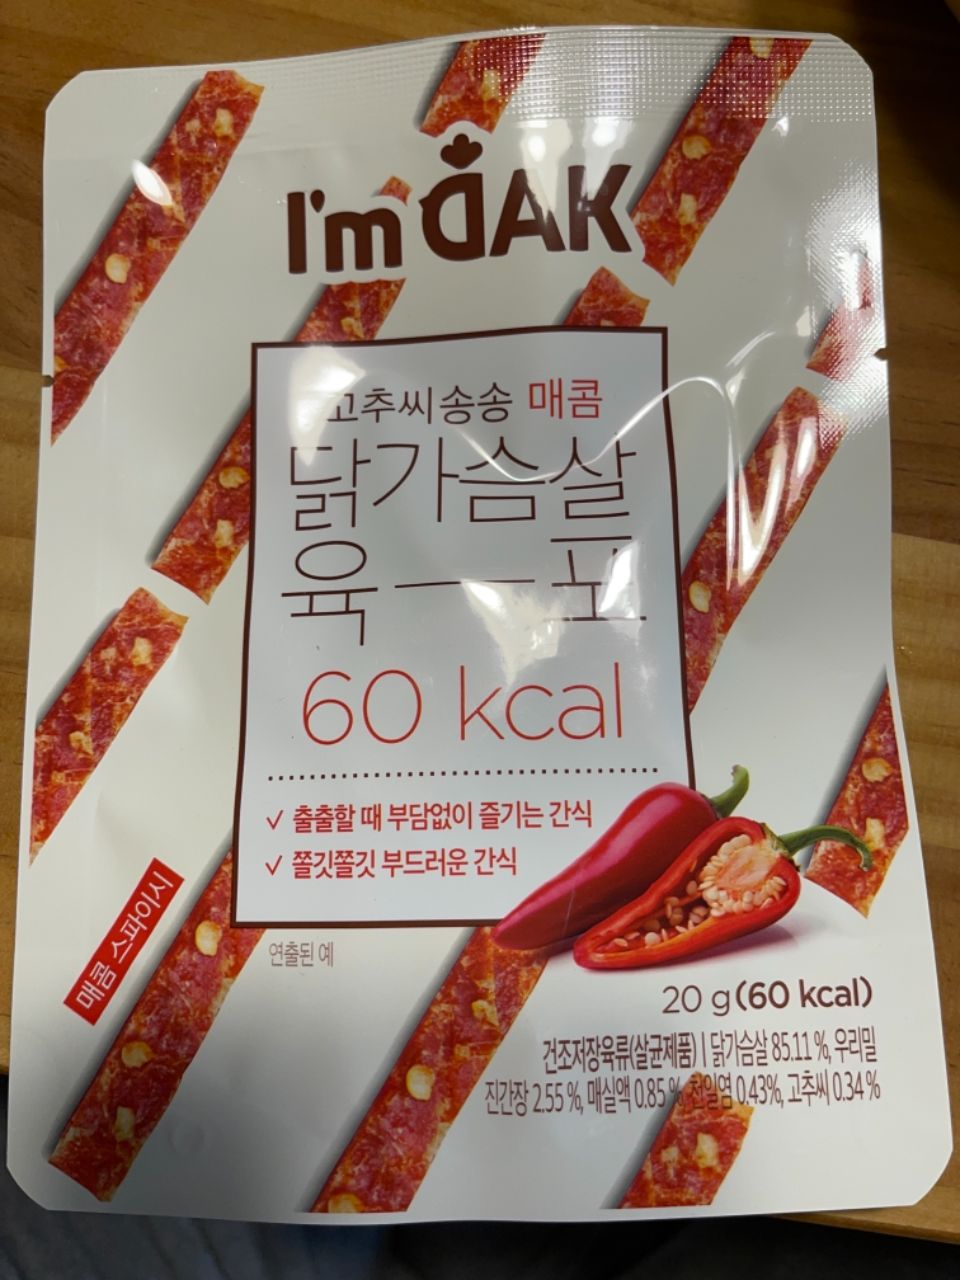 I'm DAK
고추씨송송 매콤
닭가슴살
육포
60 kcal
✓ 출출할 때 부담없이 즐기는 간식
✓ 쫄깃쫄깃 부드러운 간식
매콤 스파이시
연출된 예
20 g(60 kcal)
건조저장육류(살균제품) | 닭가슴살 85.11 %, 우리밀
진간장 2.55 %, 매실액 0.85 %, 천일염 0.43%, 고추씨 0.34 %